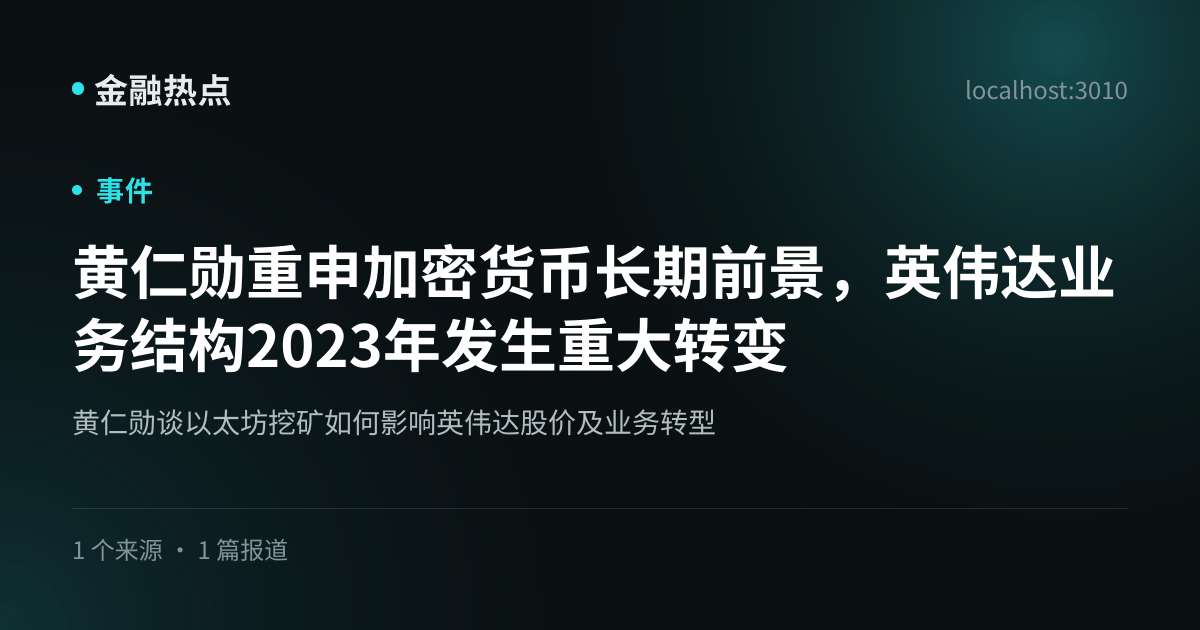 金融热点
localhost:3010
事件
黄仁勋重申加密货币长期前景，英伟达业
务结构2023年发生重大转变
黄仁勋谈以太坊挖矿如何影响英伟达股价及业务转型
1 个来源 · 1 篇报道